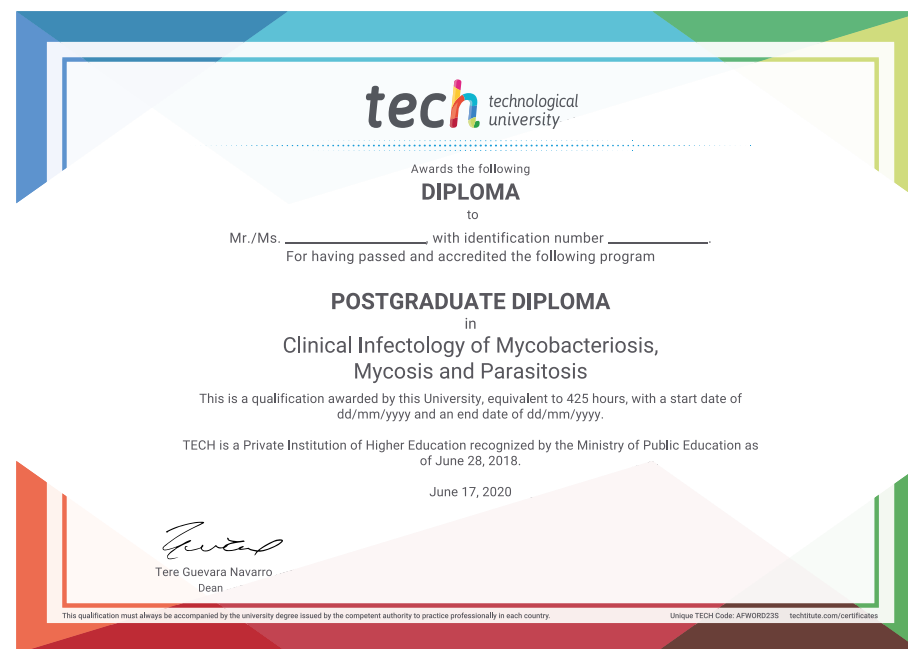 tech technological
university
Awards the following
DIPLOMA
to
Mr./Ms. ____________________, with identification number ______________.
For having passed and accredited the following program
POSTGRADUATE DIPLOMA
in
Clinical Infectology of Mycobacteriosis,
Mycosis and Parasitosis
This is a qualification awarded by this University, equivalent to 425 hours, with a start date of
dd/mm/yyyy and an end date of dd/mm/yyyy.
TECH is a Private Institution of Higher Education recognized by the Ministry of Public Education as
of June 28, 2018.
June 17, 2020
Tere Guevara Navarro
Dean
This qualification must always be accompanied by the university degree issued by the competent authority to practice professionally in each country. Unique TECH Code: AFWORD23S techtitute.com/certificates